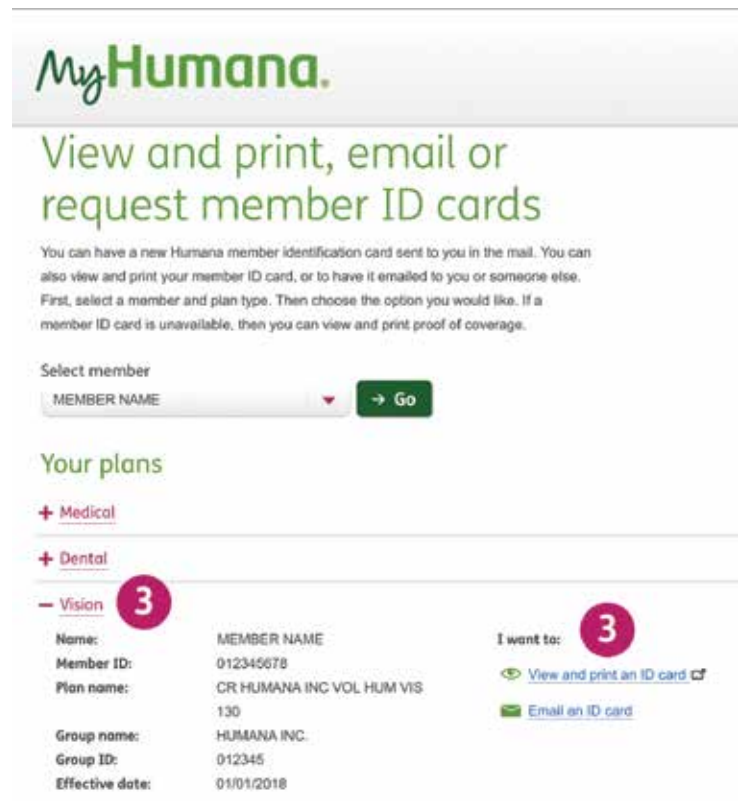 MyHumana.
View and print, email or
request member ID cards
You can have a new Humana member identification card sent to you in the mail. You can
also view and print your member ID card, or to have it emailed to you or someone else.
First, select a member and plan type. Then choose the option you would like. If a
member ID card is unavailable, then you can view and print proof of coverage.
Select member
MEMBER NAME
→ Go
Your plans
+ Medical
+ Dental
− Vision 3
Name: MEMBER NAME
Member ID: 012345678
Plan name: CR HUMANA INC VOL HUM VIS
130
Group name: HUMANA INC.
Group ID: 012345
Effective date: 01/01/2018
I want to: 3
View and print an ID card
Email an ID card